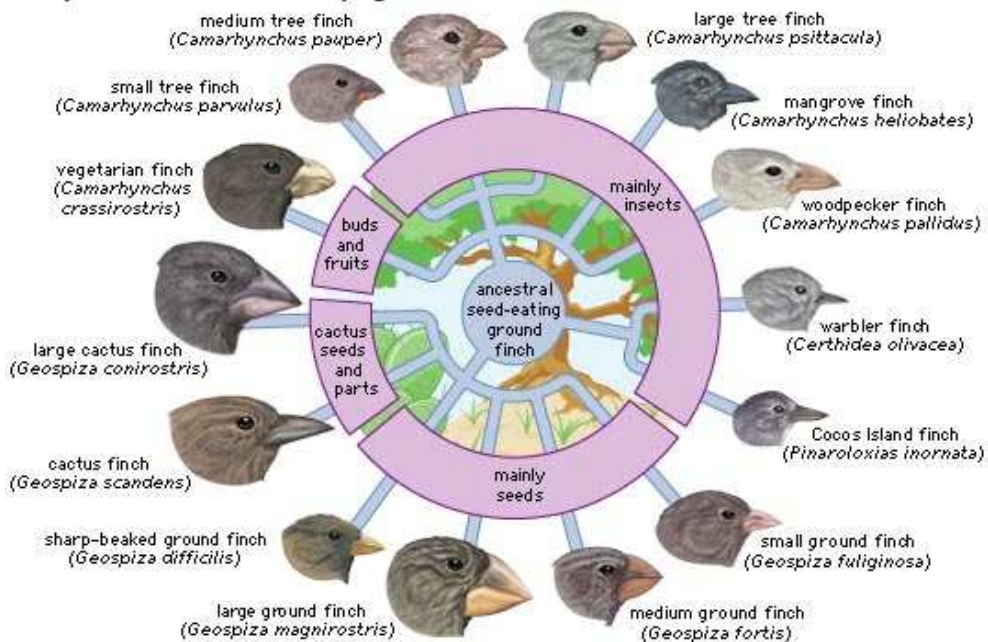 medium tree finch
(Camarhynchus pauper)
large tree finch
(Camarhynchus psittacula)
small tree finch
(Camarhynchus parvulus)
mangrove finch
(Camarhynchus heliobates)
vegetarian finch
(Camarhynchus
crassirostris)
woodpecker finch
(Camarhynchus pallidus)
mainly
insects
buds
and
fruits
ancestral
seed-eating
ground
finch
warbler finch
(Certhidea olivacea)
large cactus finch
(Geospiza conirostris)
cactus
seeds
and
parts
Cocos Island finch
(Pinaroloxias inornata)
cactus finch
(Geospiza scandens)
mainly
seeds
sharp-beaked ground finch
(Geospiza difficilis)
small ground finch
(Geospiza fuliginosa)
large ground finch
(Geospiza magnirostris)
medium ground finch
(Geospiza fortis)